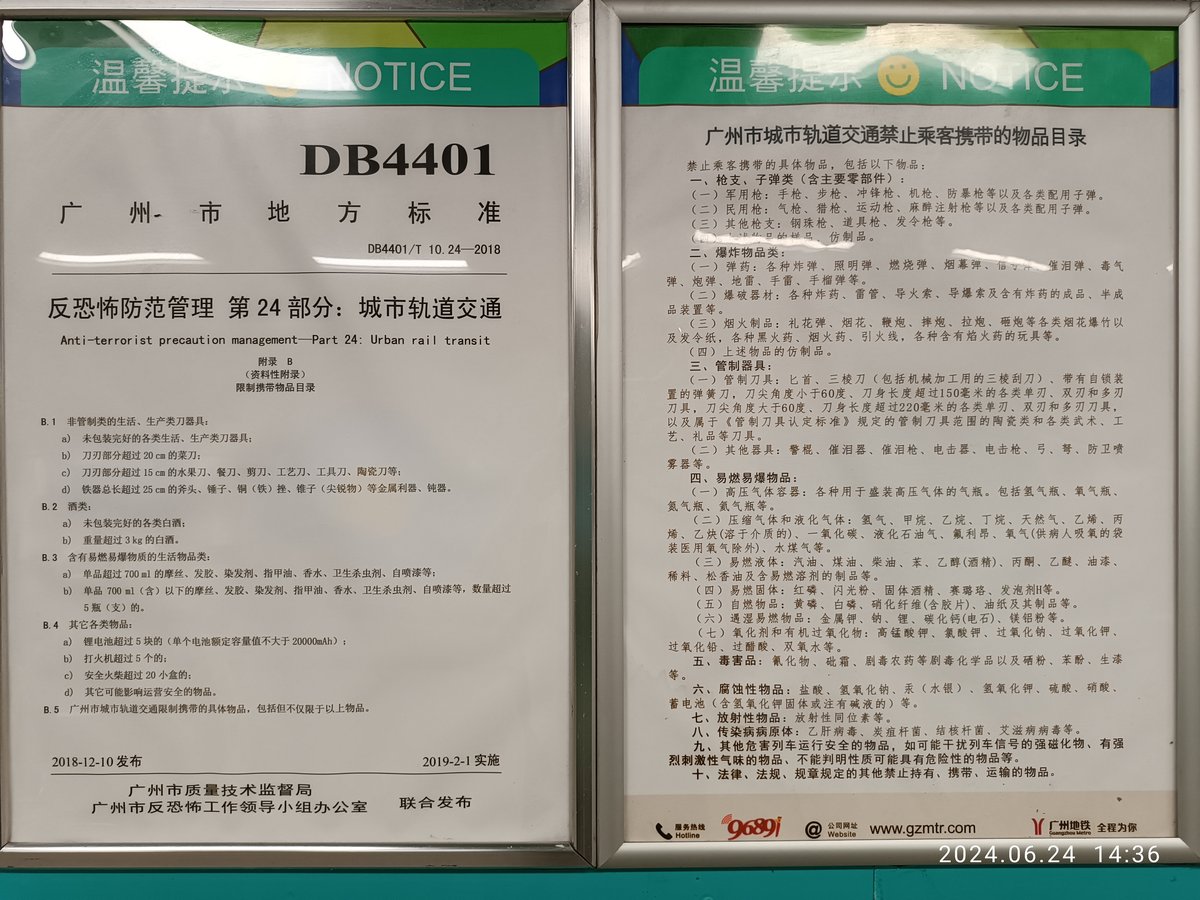 温馨提示 NOTICE
DB4401
广州市地方标准
DB4401/T 10.24—2018
反恐怖防范管理 第24部分：城市轨道交通
Anti-terrorist precaution management—Part 24: Urban rail transit
附录 B
（资料性附录）
限制携带物品目录
B.1 非管制类的生活、生产类刀器具：
a) 未包装完好的各类生活、生产类刀器具；
b) 刀刃部分超过20cm的菜刀；
c) 刀刃部分超过15cm的水果刀、餐刀、剪刀、工艺刀、工具刀、陶瓷刀等；
d) 铁器总长超过25cm的斧头、锤子、铜（铁）挫、锥子（尖锐物）等金属利器、钝器。
B.2 酒类：
a) 未包装完好的各类白酒；
b) 重量超过3kg的白酒。
B.3 含有易燃易爆物质的生活物品类：
a) 单品超过700ml的摩丝、发胶、染发剂、指甲油、香水、卫生杀虫剂、自喷漆等；
b) 单品700ml（含）以下的摩丝、发胶、染发剂、指甲油、香水、卫生杀虫剂、自喷漆等，数量超过
5瓶（支）的。
B.4 其它各类物品：
a) 锂电池超过5块的（单个电池额定容量值不大于20000mAh）；
b) 打火机超过5个的；
c) 安全火柴超过20小盒的；
d) 其它可能影响运营安全的物品。
B.5 广州市城市轨道交通限制携带的具体物品，包括但不仅限于以上物品。
2018-12-10发布 2019-2-1实施
广州市质量技术监督局
广州市反恐怖工作领导小组办公室 联合发布
温馨提示 NOTICE
广州市城市轨道交通禁止乘客携带的物品目录
禁止乘客携带的具体物品，包括以下物品：
一、枪支、子弹类（含主要零部件）：
（一）军用枪：手枪、步枪、冲锋枪、机枪、防暴枪等以及各类配用子弹。
（二）民用枪：气枪、猎枪、运动枪、麻醉注射枪等以及各类配用子弹。
（三）其他枪支：钢珠枪、道具枪、发令枪等。
（四）上述物品的样品、仿制品。
二、爆炸物品类：
（一）弹药：各种炸弹、照明弹、燃烧弹、烟幕弹、信号弹、催泪弹、毒气
弹、炮弹、地雷、手雷、手榴弹等。
（二）爆破器材：各种炸药、雷管、导火索、导爆索及含有炸药的成品、半成
品装置等。
（三）烟火制品：礼花弹、烟花、鞭炮、摔炮、拉炮、砸炮等各类烟花爆竹以
及发令纸，各种黑火药、烟火药、引火线，各种含有焰火药的玩具等。
（四）上述物品的仿制品。
三、管制器具：
（一）管制刀具：匕首、三棱刀（包括机械加工用的三棱刮刀）、带有自锁装
置的弹簧刀，刀尖角度小于60度、刀身长度超过150毫米的各类单刃、双刃和多刃
刀具，刀尖角度大于60度、刀身长度超过220毫米的各类单刃、双刃和多刃刀具，
以及属于《管制刀具认定标准》规定的管制刀具范围的陶瓷类和各类武术、工
艺、礼品等刀具。
（二）其他器具：警棍、催泪器、催泪枪、电击器、电击枪、弓、弩、防卫喷
雾器等。
四、易燃易爆物品：
（一）高压气体容器：各种用于盛装高压气体的气瓶。包括氢气瓶、氧气瓶、
氮气瓶、氦气瓶等。
（二）压缩气体和液化气体：氢气、甲烷、乙烷、丁烷、天然气、乙烯、丙
烯、乙炔(溶于介质的)、一氧化碳、液化石油气、氟利昂、氧气(供病人吸氧的袋
装医用氧气除外)、水煤气等。
（三）易燃液体：汽油、煤油、柴油、苯、乙醇(酒精)、丙酮、乙醚、油漆、
稀料、松香油及含易燃溶剂的制品等。
（四）易燃固体：红磷、闪光粉、固体酒精、赛璐珞、发泡剂H等。
（五）自燃物品：黄磷、白磷、硝化纤维(含胶片)、油纸及其制品等。
（六）遇湿易燃物品：金属钾、钠、锂、碳化钙(电石)、镁铝粉等。
（七）氧化剂和有机过氧化物：高锰酸钾、氯酸钾、过氧化钠、过氧化钾、
过氧化铅、过醋酸、双氧水等。
五、毒害品：氰化物、砒霜、剧毒农药等剧毒化学品以及硒粉、苯酚、生漆
等。
六、腐蚀性物品：盐酸、氢氧化钠、汞（水银）、氢氧化钾、硫酸、硝酸、
蓄电池（含氢氧化钾固体或注有碱液的）等。
七、放射性物品：放射性同位素等。
八、传染病病原体：乙肝病毒、炭疽杆菌、结核杆菌、艾滋病病毒等。
九、其他危害列车运行安全的物品，如可能干扰列车信号的强磁化物、有强
烈刺激性气味的物品、不能判明性质可能具有危险性的物品等。
十、法律、法规、规章规定的其他禁止持有、携带、运输的物品。
服务热线 Hotline 96891 公司网址 Website www.gzmtr.com 广州地铁 Guangzhou Metro 全程为你
2024.06.24 14:36